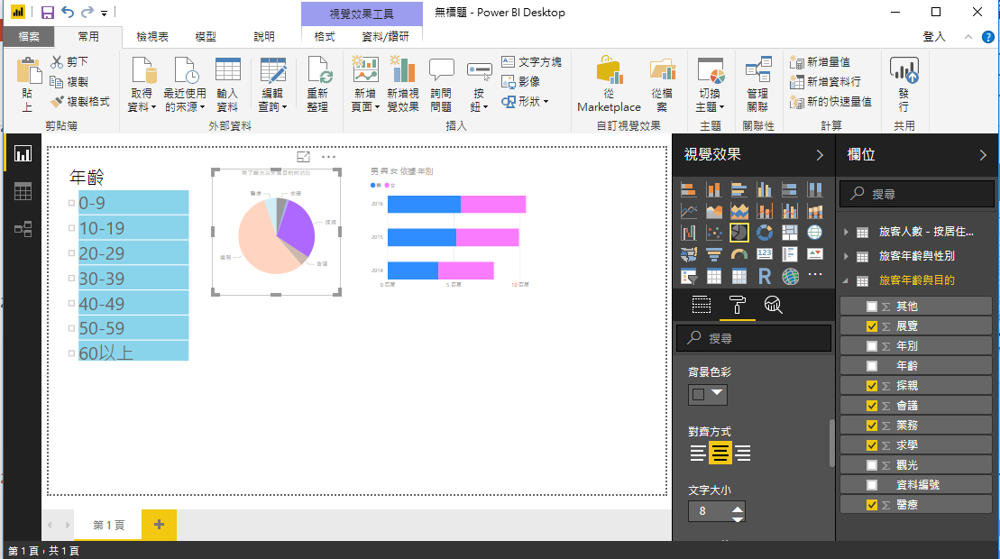 視覺效果工具
無標題 - Power BI Desktop
檔案
常用
檢視表
模型
說明
格式
資料/鑽研
登入
貼上
剪下
複製
複製格式
剪貼簿
取得資料
最近使用的來源
輸入資料
編輯查詢
重新整理
外部資料
新增頁面
新增視覺效果
詢問問題
按鈕
文字方塊
影像
形狀
插入
從 Marketplace
從檔案
自訂視覺效果
切換主題
主題
管理關聯
關聯性
新增量值
新增資料行
新的快速量值
計算
發行
共用
年齡
0-9
10-19
20-29
30-39
40-49
50-59
60以上
除了觀光以外各目的的佔比
醫療
求學
探親
會議
業務
男與女 依據 年別
男
女
2016
2015
2014
0 百萬
5 百萬
10 百萬
視覺效果
R
123
搜尋
背景色彩
對齊方式
文字大小
8
欄位
搜尋
旅客人數 - 按居住...
旅客年齡與性別
旅客年齡與目的
其他
展覽
年別
年齡
探親
會議
業務
求學
觀光
資料編號
醫療
第 1 頁
第 1 頁，共 1 頁